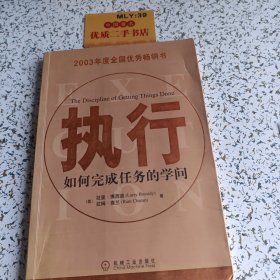 MLY:39
优质二手书店
2003年度全国优秀畅销书
EXE
CUT
ION
The Discipline of Getting Things Done
执行
如何完成任务的学问
(美) 拉里·博西迪 (Larry Bossidy)
拉姆·查兰 (Ram Charan) 著
机械工业出版社
China Machine Press